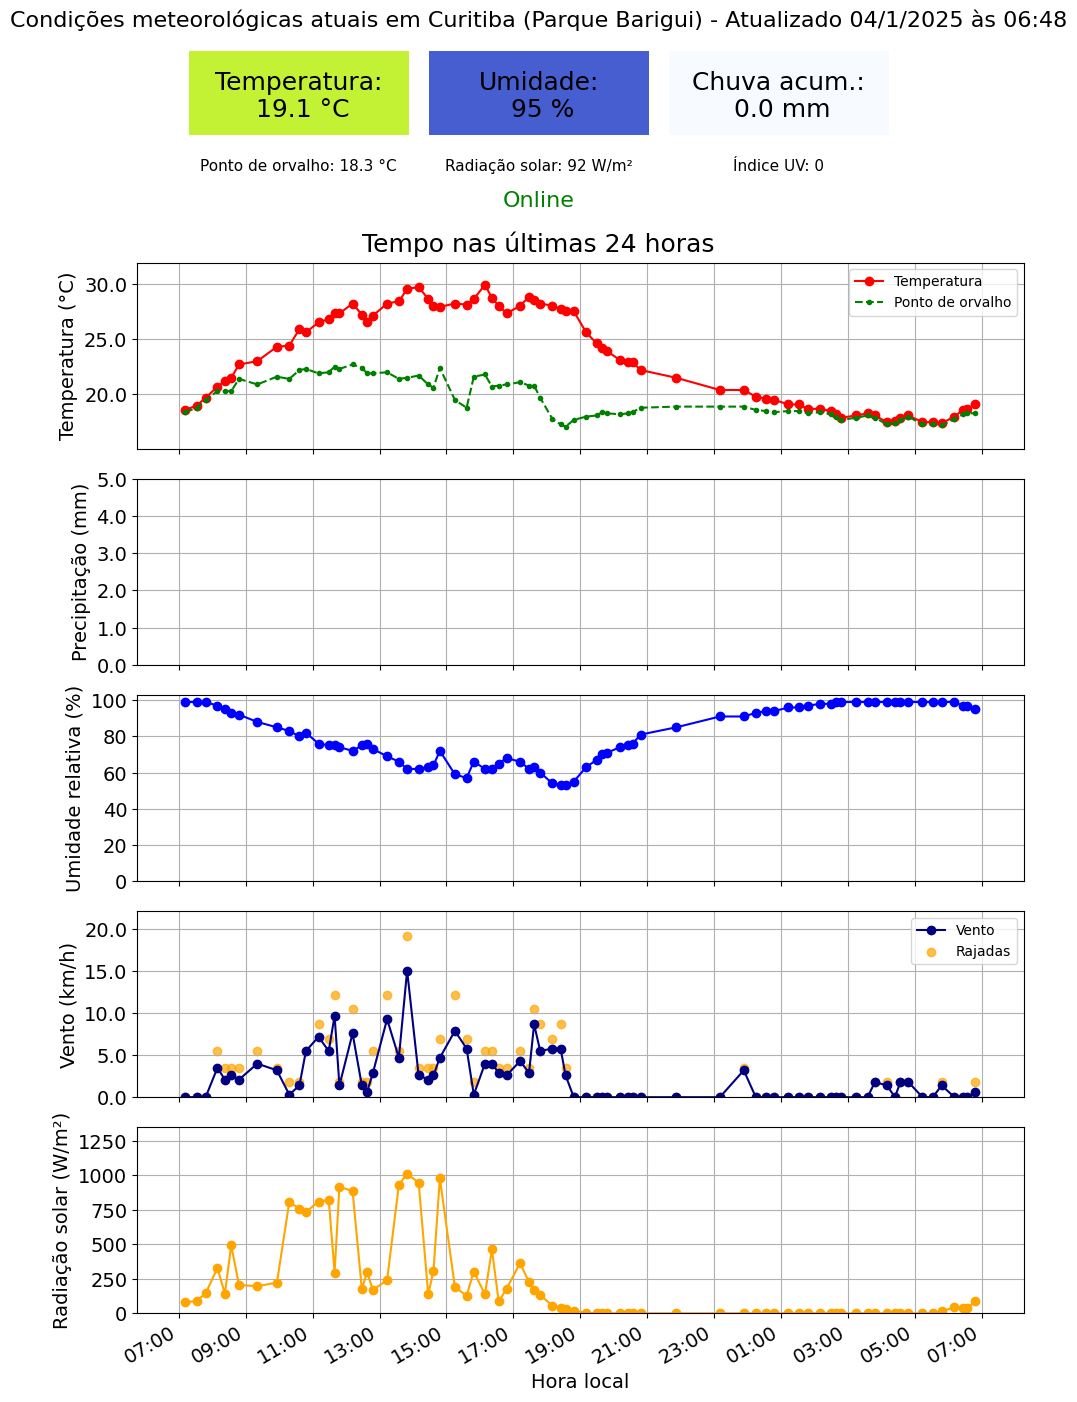 Condições meteorológicas atuais em Curitiba (Parque Barigui) - Atualizado 04/1/2025 às 06:48
Temperatura:
19.1 °C
Umidade:
95 %
Chuva acum.:
0.0 mm
Ponto de orvalho: 18.3 °C
Radiação solar: 92 W/m²
Índice UV: 0
Online
Tempo nas últimas 24 horas
Temperatura (°C)
30.0
25.0
20.0
Temperatura
Ponto de orvalho
Precipitação (mm)
5.0
4.0
3.0
2.0
1.0
0.0
Umidade relativa (%)
100
80
60
40
20
0
Vento (km/h)
20.0
15.0
10.0
5.0
0.0
Vento
Rajadas
Radiação solar (W/m²)
1250
1000
750
500
250
0
07:00 09:00 11:00 13:00 15:00 17:00 19:00 21:00 23:00 01:00 03:00 05:00 07:00
Hora local